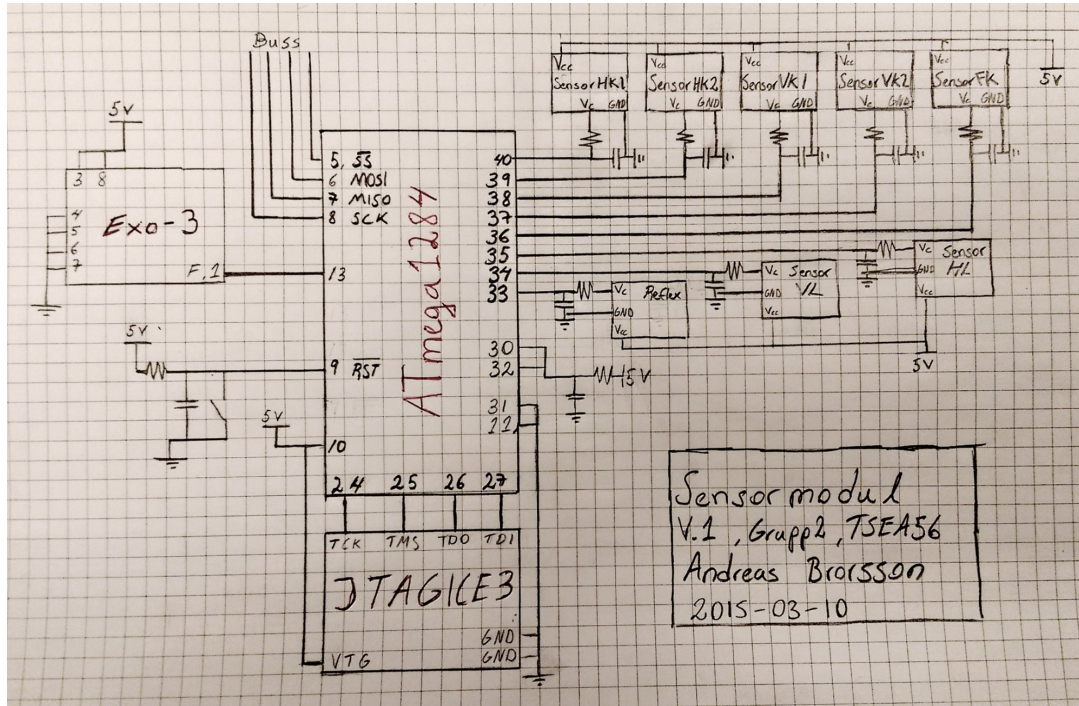 Buss
5V
3 8
4
5
6
7
Exo-3
F.1
5, SS
6 MOSI
7 MISO
8 SCK
13
9 RST
10
ATmega1284
40
39
38
37
36
35
34
33
30
32
31
11
24 25 26 27
Vcc
Sensor HK1
Vc GND
Vcc
Sensor HK2
Vc GND
Vcc
Sensor VK1
Vc GND
Vcc
Sensor VK2
Vc GND
Vcc
Sensor FK
Vc GND
5V
Vc Sensor
GND HL
Vcc
Vc Sensor
GND VL
Vcc
Vc Reflex
GND
Vcc
5V
5V
5V
5V
TCK TMS TDO TDI
JTAGICE3
GND
GND
VTG
Sensor modul
V.1 , Grupp2 , TSEA56
Andreas Brorsson
2015-03-10